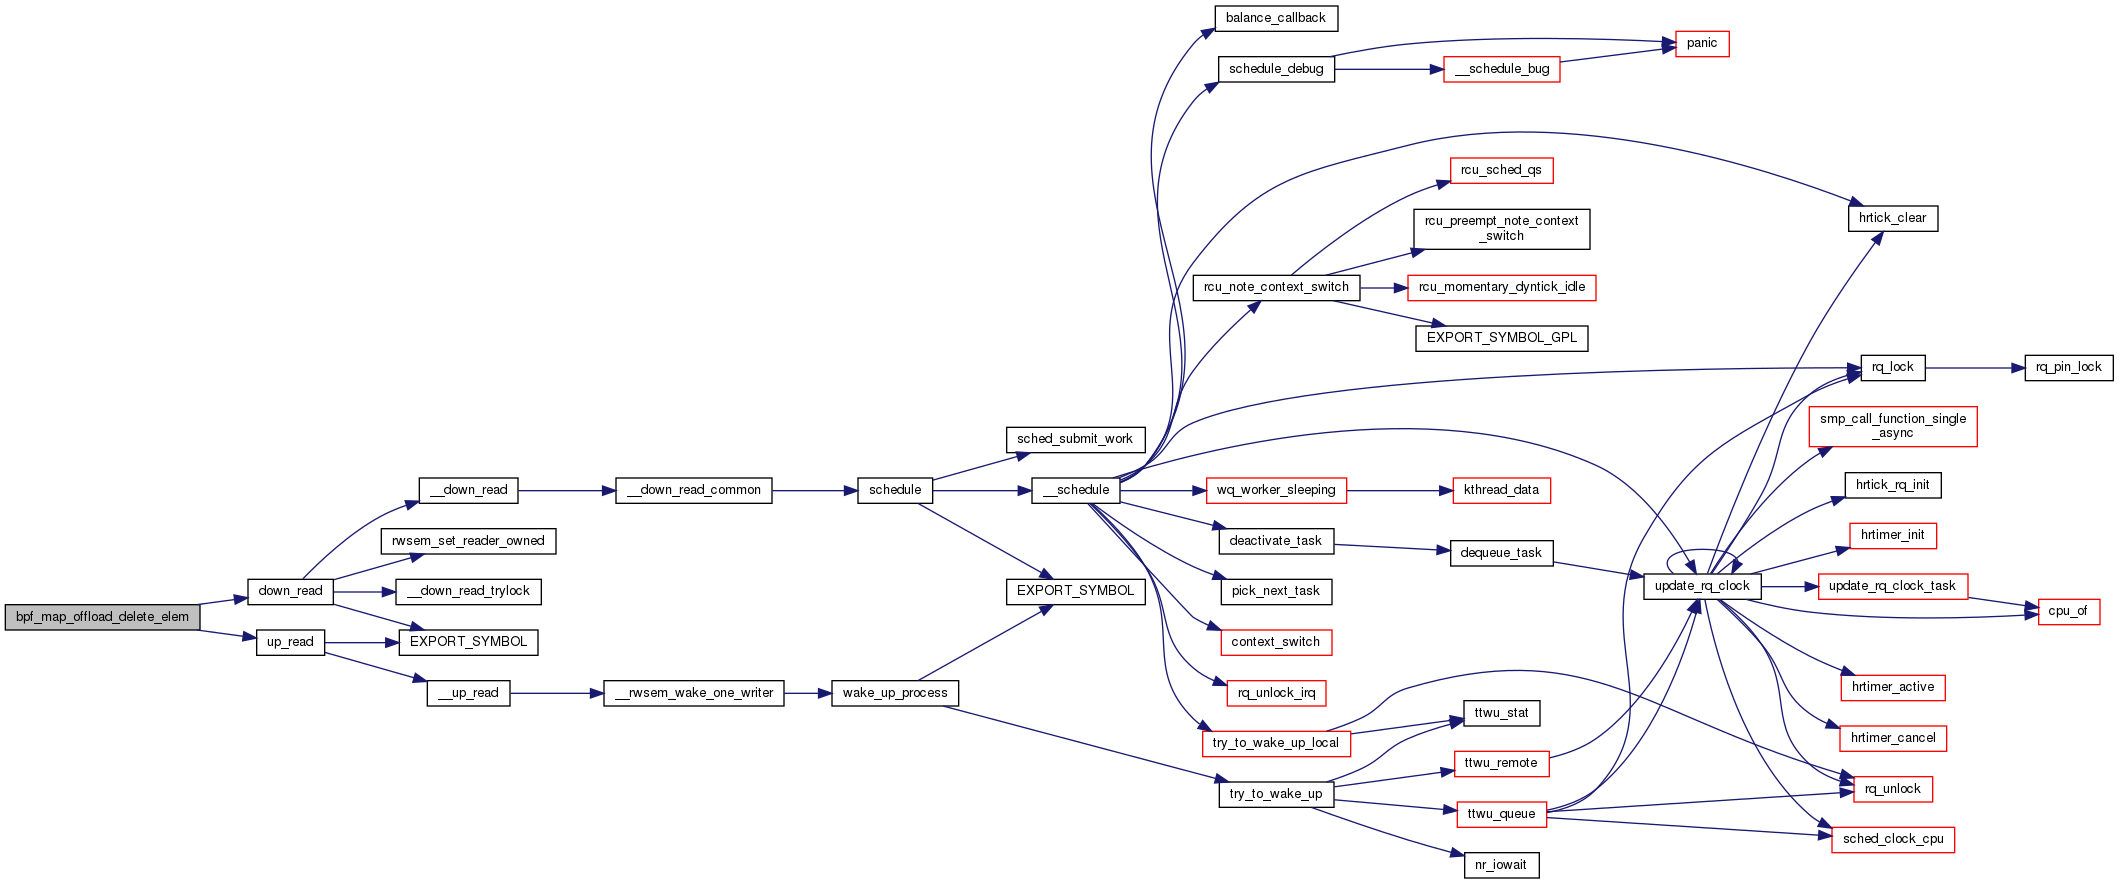 balance_callback
panic
schedule_debug
__schedule_bug
rcu_sched_qs
rcu_preempt_note_context
_switch
hrtick_clear
rcu_note_context_switch
rcu_momentary_dyntick_idle
EXPORT_SYMBOL_GPL
rq_lock
rq_pin_lock
smp_call_function_single
_async
sched_submit_work
__down_read
__down_read_common
schedule
__schedule
wq_worker_sleeping
kthread_data
hrtick_rq_init
rwsem_set_reader_owned
deactivate_task
dequeue_task
hrtimer_init
down_read
__down_read_trylock
EXPORT_SYMBOL
pick_next_task
update_rq_clock
update_rq_clock_task
cpu_of
bpf_map_offload_delete_elem
up_read
EXPORT_SYMBOL
context_switch
__up_read
__rwsem_wake_one_writer
wake_up_process
rq_unlock_irq
hrtimer_active
ttwu_stat
try_to_wake_up_local
hrtimer_cancel
ttwu_remote
try_to_wake_up
rq_unlock
ttwu_queue
sched_clock_cpu
nr_iowait